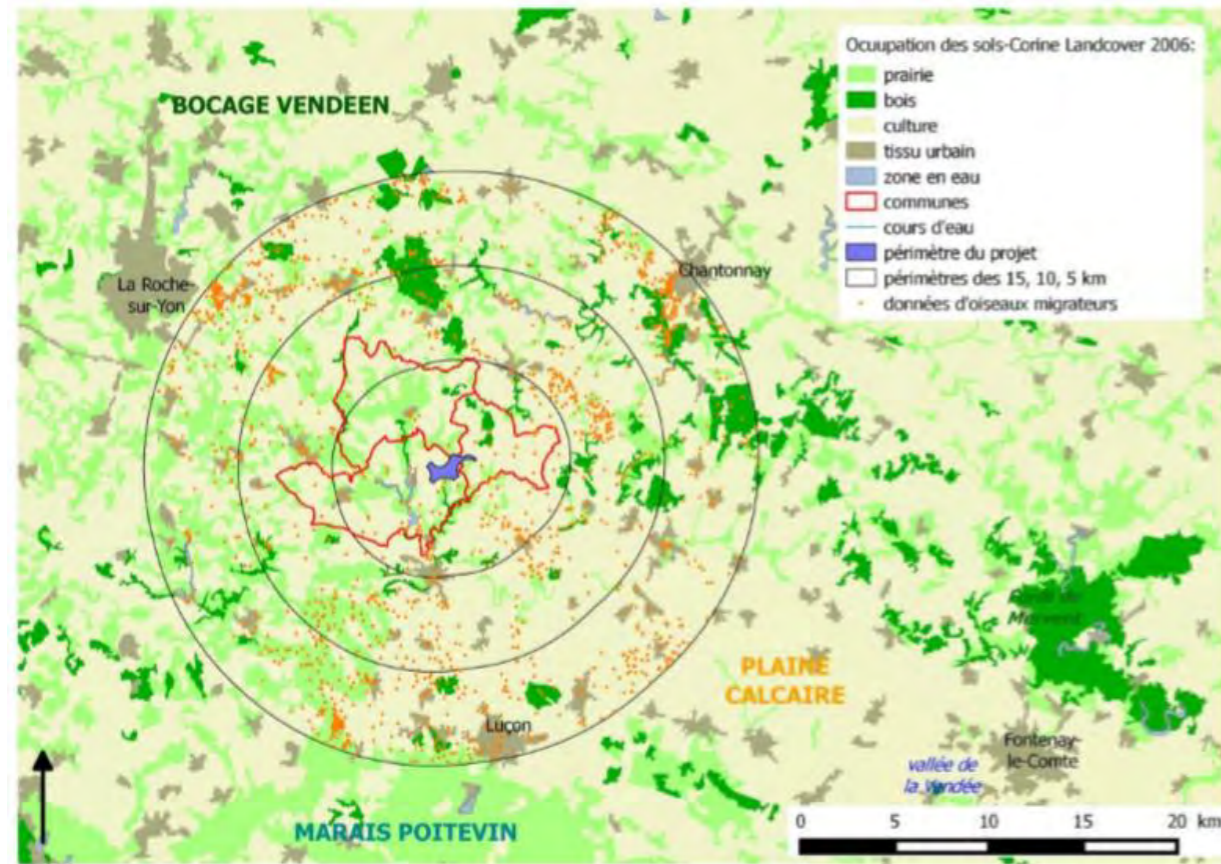 Ocuupation des sols-Corine Landcover 2006:
prairie
bois
culture
tissu urbain
zone en eau
communes
cours d'eau
périmètre du projet
périmètres des 15, 10, 5 km
données d'oiseaux migrateurs
BOCAGE VENDEEN
La Roche-
sur-Yon
Chantonnay
Mervent
PLAINE
CALCAIRE
Luçon
Fontenay-
le-Comte
vallée de
la Vendée
MARAIS POITEVIN
0 5 10 15 20 km